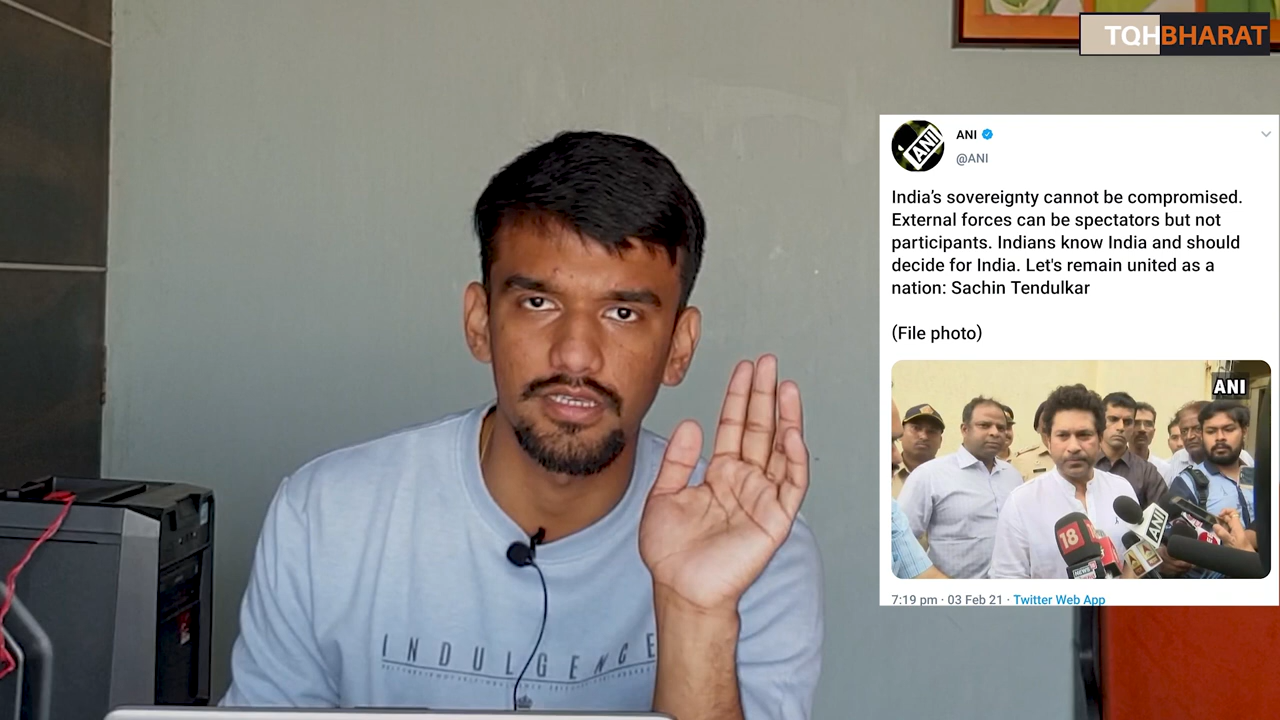 TQHBHARAT
ANI
@ANI
India’s sovereignty cannot be compromised.
External forces can be spectators but not
participants. Indians know India and should
decide for India. Let's remain united as a
nation: Sachin Tendulkar
(File photo)
ANI
18
NEWS
ANI
7:19 pm · 03 Feb 21 · Twitter Web App
INDULGENCE